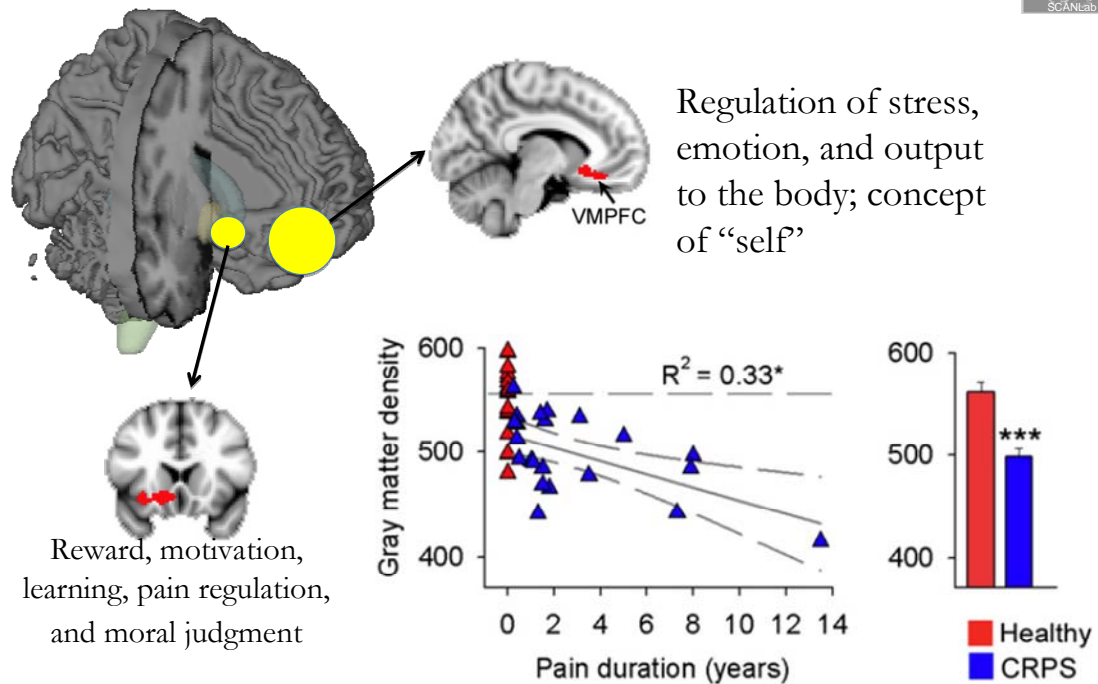 SCANLab
Regulation of stress,
emotion, and output
to the body; concept
of “self”
VMPFC
Reward, motivation,
learning, pain regulation,
and moral judgment
Gray matter density
600
500
400
R² = 0.33*
0 2 4 6 8 10 12 14
Pain duration (years)
600
500
400
***
Healthy
CRPS